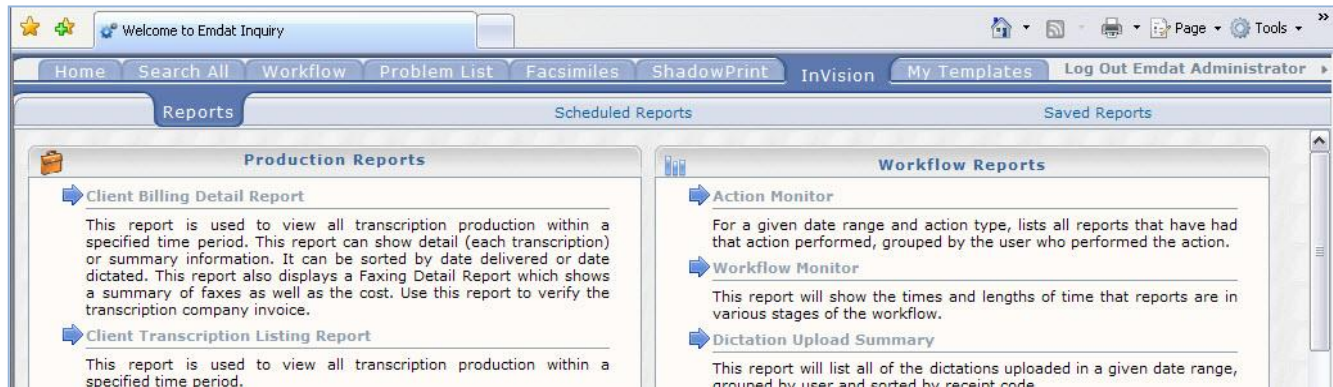 Welcome to Emdat Inquiry
Page
Tools
»
Home
Search All
Workflow
Problem List
Facsimiles
ShadowPrint
InVision
My Templates
Log Out Emdat Administrator
Reports
Scheduled Reports
Saved Reports
Production Reports
Client Billing Detail Report
This report is used to view all transcription production within a
specified time period. This report can show detail (each transcription)
or summary information. It can be sorted by date delivered or date
dictated. This report also displays a Faxing Detail Report which shows
a summary of faxes as well as the cost. Use this report to verify the
transcription company invoice.
Client Transcription Listing Report
This report is used to view all transcription production within a
specified time period.
Workflow Reports
Action Monitor
For a given date range and action type, lists all reports that have had
that action performed, grouped by the user who performed the action.
Workflow Monitor
This report will show the times and lengths of time that reports are in
various stages of the workflow.
Dictation Upload Summary
This report will list all of the dictations uploaded in a given date range,
grouped by user and sorted by receipt code.